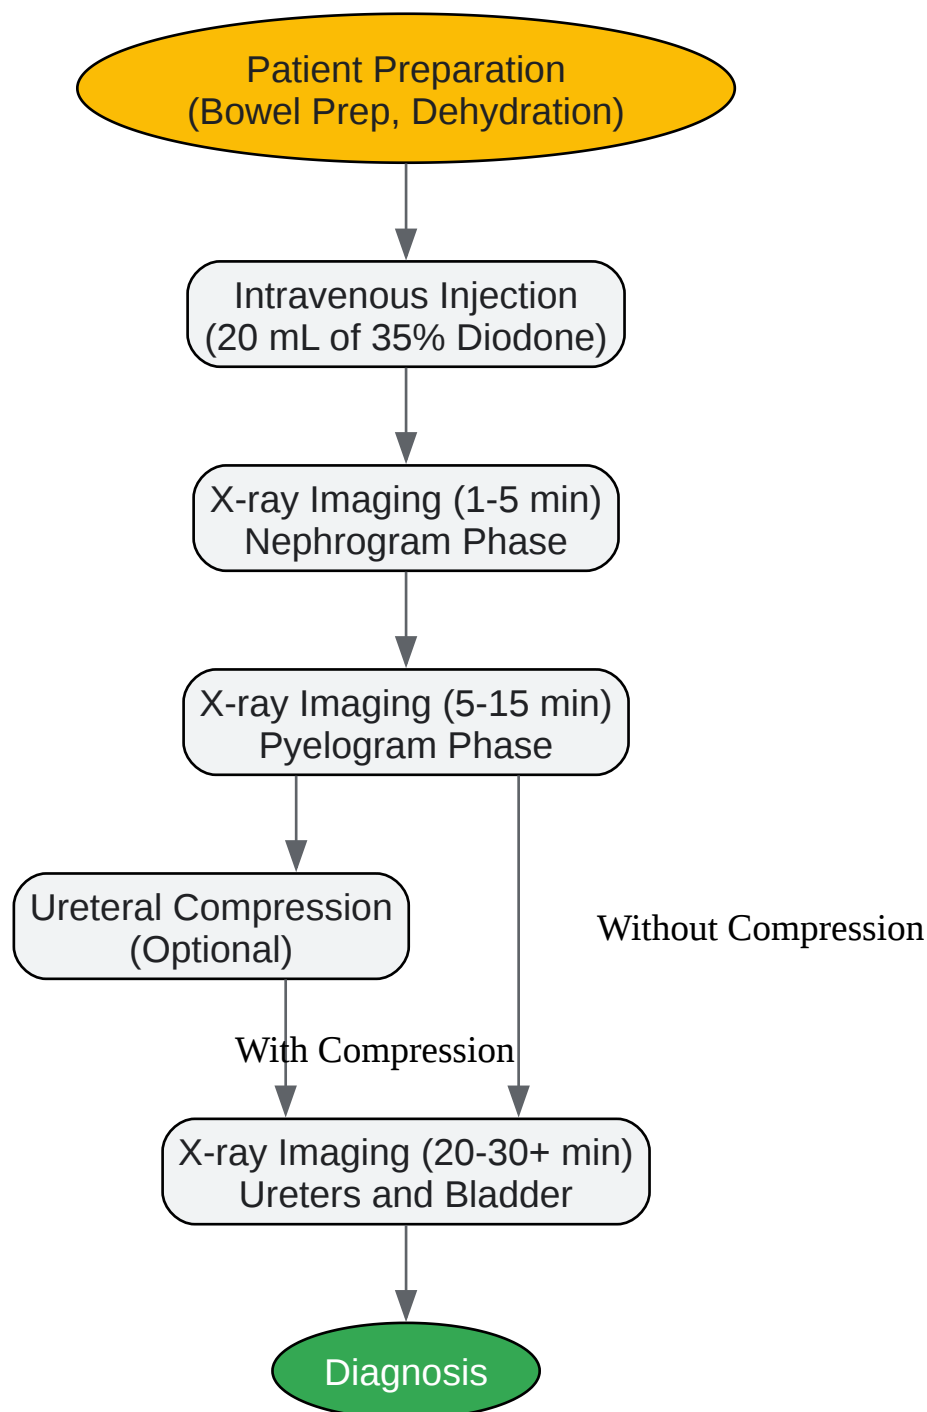 Patient Preparation
(Bowel Prep, Dehydration)
Intravenous Injection
(20 mL of 35% Diodone)
X-ray Imaging (1-5 min)
Nephrogram Phase
X-ray Imaging (5-15 min)
Pyelogram Phase
Ureteral Compression
(Optional)
Without Compression
With Compression
X-ray Imaging (20-30+ min)
Ureters and Bladder
Diagnosis